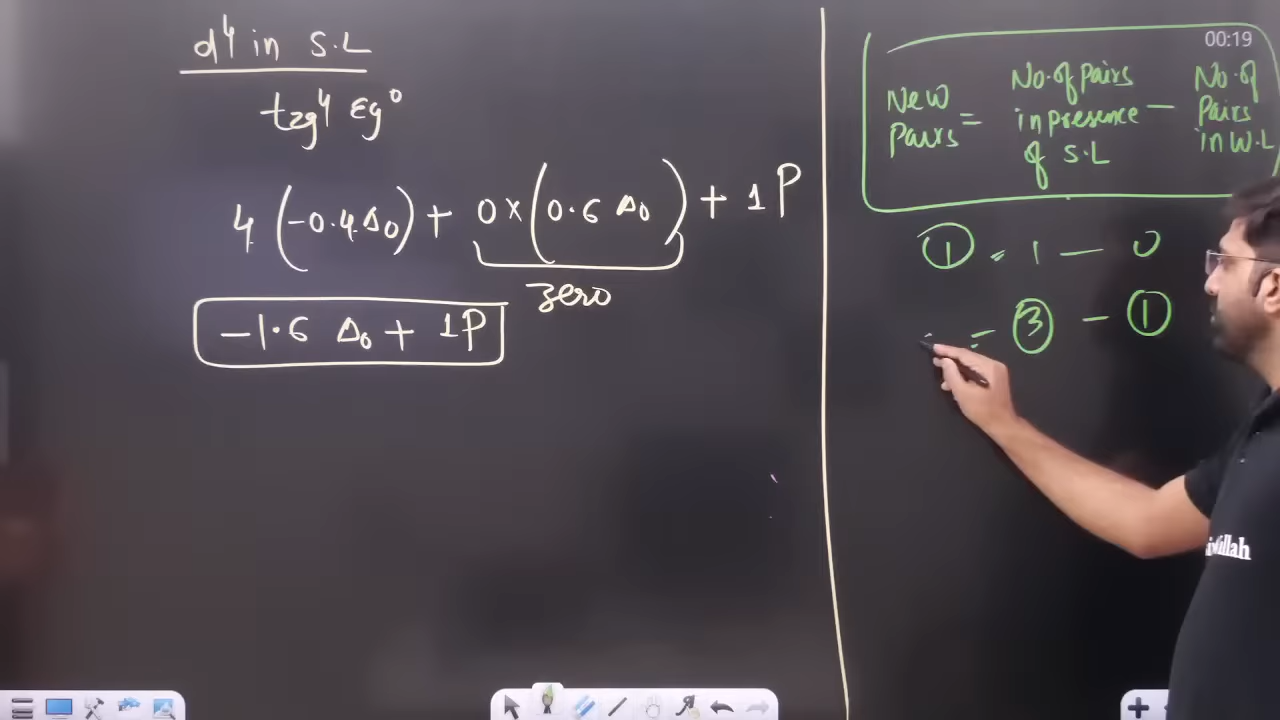 d⁴ in S.L
t₂g⁴ eg⁰
4 (-0.4 Δ₀) + 0 × (0.6 Δ₀) + 1P
zero
-1.6 Δ₀ + 1P
00:19
New Pairs = No. of pairs in presence of S.L - No. of Pairs in W.L
1 = 1 - 0
= 3 - 1